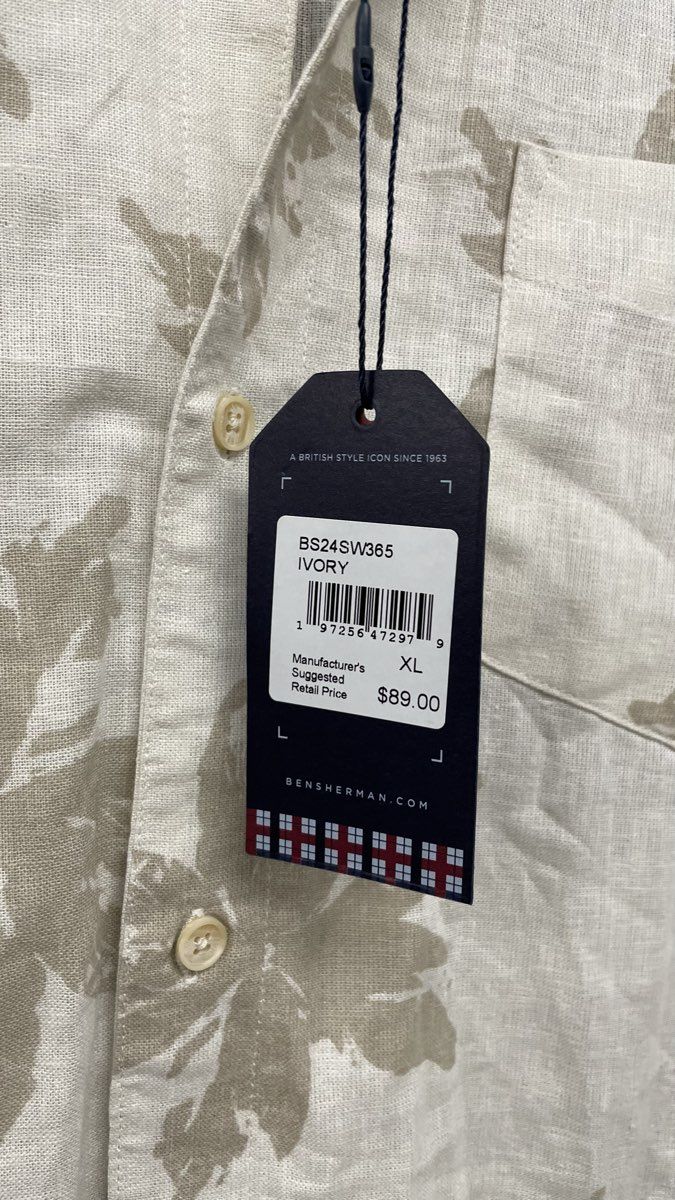 A BRITISH STYLE ICON SINCE 1963
BS24SW365
IVORY
1 97256 47297 9
Manufacturer's
Suggested
Retail Price
XL
$89.00
BENSHERMAN.COM